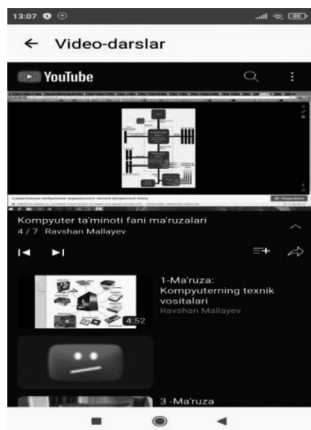 13:07
Video-darslar
YouTube
Kompyuter ta'minoti fani ma'ruzalari
4 / 7 Ravshan Mallayev
1-Ma'ruza:
Kompyuterning texnik
vositalari
Ravshan Mallayev
4:52
3 -Ma'ruza